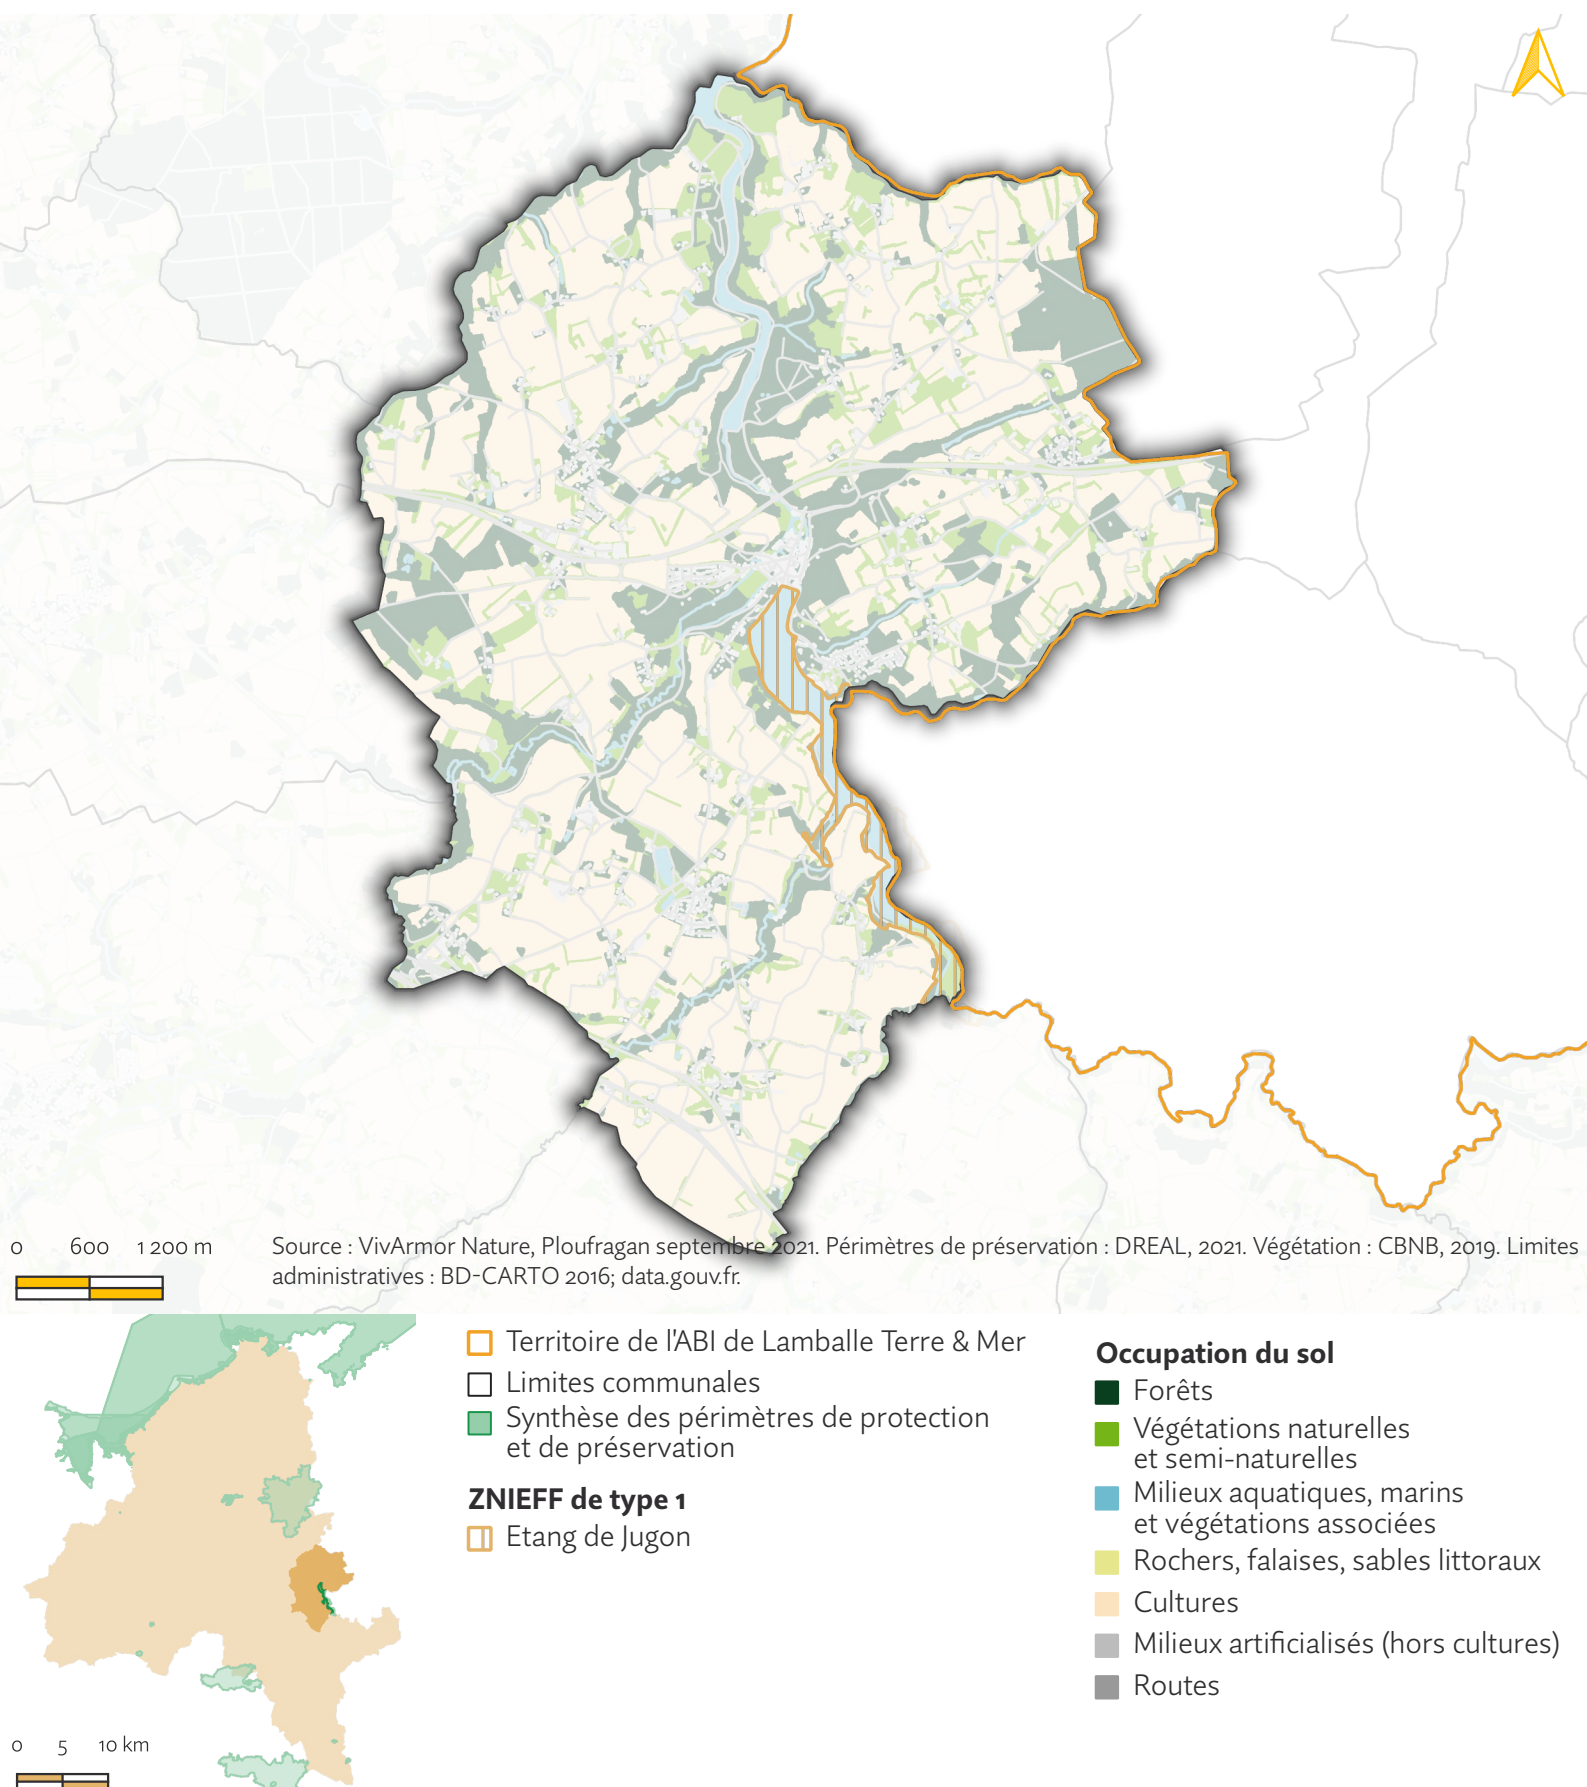 0 600 1 200 m
Source : VivArmor Nature, Ploufragan septembre 2021. Périmètres de préservation : DREAL, 2021. Végétation : CBNB, 2019. Limites
administratives : BD-CARTO 2016; data.gouv.fr.
Territoire de l'ABI de Lamballe Terre & Mer
Limites communales
Synthèse des périmètres de protection
et de préservation
ZNIEFF de type 1
Etang de Jugon
Occupation du sol
Forêts
Végétations naturelles
et semi-naturelles
Milieux aquatiques, marins
et végétations associées
Rochers, falaises, sables littoraux
Cultures
Milieux artificialisés (hors cultures)
Routes
0 5 10 km